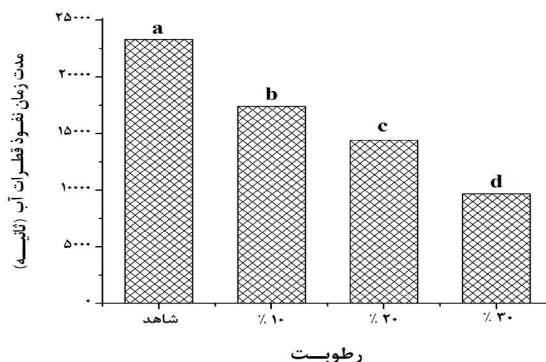 مدت زمان نفوذ قطرات آب (ثانیه)
۲۵۰۰۰
۲۰۰۰۰
۱۵۰۰۰
۱۰۰۰۰
۵۰۰۰
۰
a
b
c
d
شاهد
٪ ۱۰
٪ ۲۰
٪ ۳۰
رطوبت